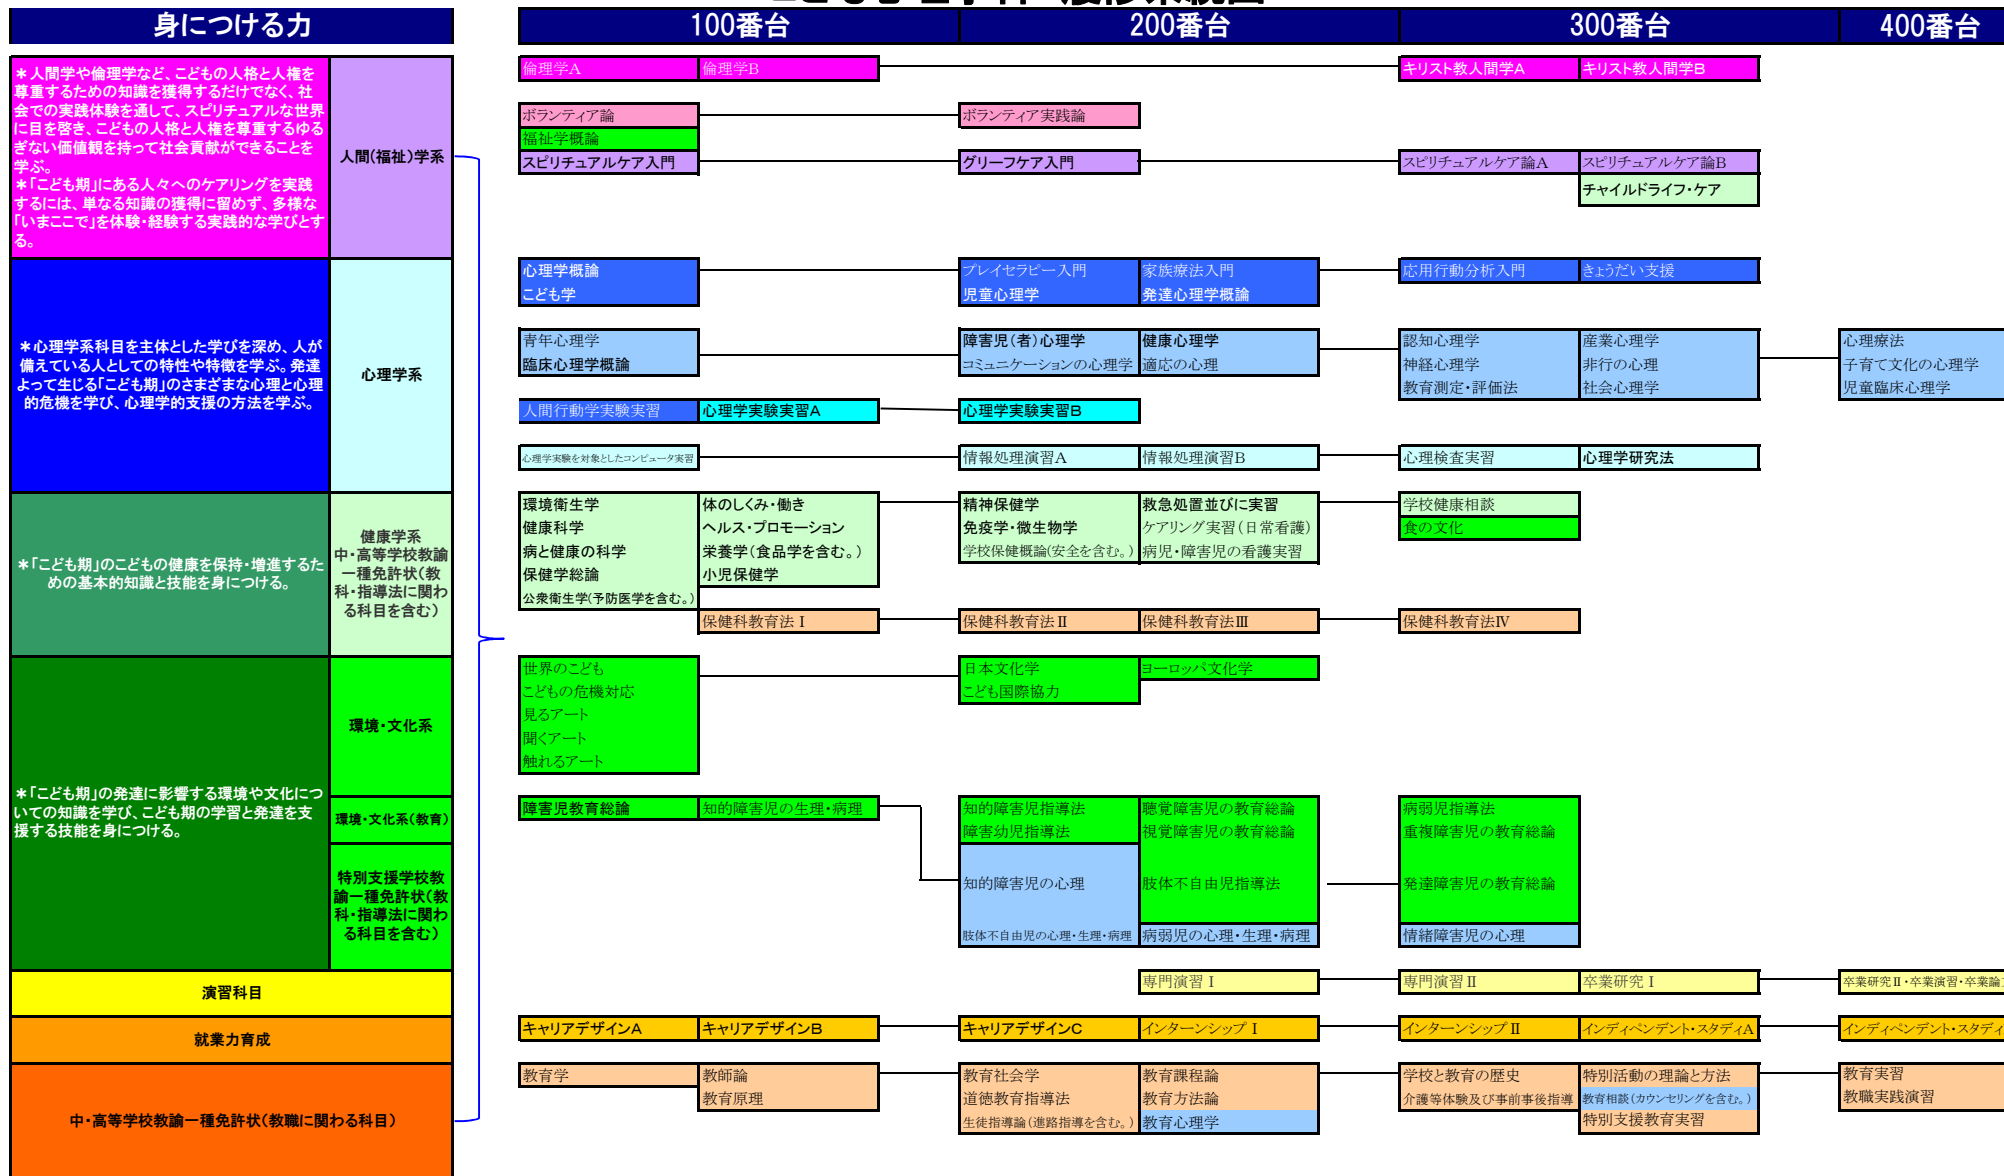 身につける力
100番台
200番台
300番台
400番台
＊人間学や倫理学など、こどもの人格と人権を
尊重するための知識を獲得するだけでなく、社
会での実践体験を通して、スピリチュアルな世界
に目を啓き、こどもの人格と人権を尊重するゆる
ぎない価値観を持って社会貢献ができることを
学ぶ。
＊「こども期」にある人々へのケアリングを実践
するには、単なる知識の獲得に留めず、多様な
「いまここで」を体験・経験する実践的な学びとす
る。
人間(福祉)学系
倫理学A
倫理学B
キリスト教人間学A
キリスト教人間学B
ボランティア論
ボランティア実践論
福祉学概論
スピリチュアルケア入門
グリーフケア入門
スピリチュアルケア論A
スピリチュアルケア論B
チャイルドライフ・ケア
＊心理学系科目を主体とした学びを深め、人が
備えている人としての特性や特徴を学ぶ。発達
よって生じる「こども期」のさまざまな心理と心理
的危機を学び、心理学的支援の方法を学ぶ。
心理学系
心理学概論
プレイセラピー入門
家族療法入門
応用行動分析入門
きょうだい支援
こども学
児童心理学
発達心理学概論
青年心理学
障害児(者)心理学
健康心理学
認知心理学
産業心理学
心理療法
臨床心理学概論
コミュニケーションの心理学
適応の心理
神経心理学
非行の心理
子育て文化の心理学
教育測定・評価法
社会心理学
児童臨床心理学
人間行動学実験実習
心理学実験実習A
心理学実験実習B
心理学実験を対象としたコンピュータ実習
情報処理演習A
情報処理演習B
心理検査実習
心理学研究法
＊「こども期」のこどもの健康を保持・増進するた
めの基本的知識と技能を身につける。
健康学系
中・高等学校教諭
一種免許状(教
科・指導法に関わ
る科目を含む)
環境衛生学
体のしくみ・働き
精神保健学
救急処置並びに実習
学校健康相談
健康科学
ヘルス・プロモーション
免疫学・微生物学
ケアリング実習(日常看護)
食の文化
病と健康の科学
栄養学(食品学を含む。)
学校保健概論(安全を含む。)
病児・障害児の看護実習
保健学総論
小児保健学
公衆衛生学(予防医学を含む。)
保健科教育法Ⅰ
保健科教育法Ⅱ
保健科教育法Ⅲ
保健科教育法Ⅳ
＊「こども期」の発達に影響する環境や文化につ
いての知識を学び、こども期の学習と発達を支
援する技能を身につける。
環境・文化系
世界のこども
日本文化学
ヨーロッパ文化学
こどもの危機対応
こども国際協力
見るアート
聞くアート
触れるアート
環境・文化系(教育)
障害児教育総論
知的障害児の生理・病理
知的障害児指導法
聴覚障害児の教育総論
病弱児指導法
障害幼児指導法
視覚障害児の教育総論
重複障害児の教育総論
特別支援学校教
諭一種免許状(教
科・指導法に関わ
る科目を含む)
知的障害児の心理
肢体不自由児指導法
発達障害児の教育総論
肢体不自由児の心理・生理・病理
病弱児の心理・生理・病理
情緒障害児の心理
演習科目
専門演習Ⅰ
専門演習Ⅱ
卒業研究Ⅰ
卒業研究Ⅱ・卒業演習・卒業論
就業力育成
キャリアデザインA
キャリアデザインB
キャリアデザインC
インターンシップⅠ
インターンシップⅡ
インディペンデント・スタディA
インディペンデント・スタディ
中・高等学校教諭一種免許状(教職に関わる科目)
教育学
教師論
教育社会学
教育課程論
学校と教育の歴史
特別活動の理論と方法
教育実習
教育原理
道徳教育指導法
教育方法論
介護等体験及び事前事後指導
教育相談(カウンセリングを含む。)
教職実践演習
生徒指導論(進路指導を含む。)
教育心理学
特別支援教育実習